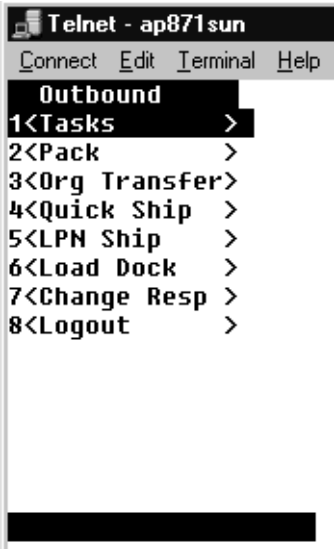 Telnet - ap871sun
Connect Edit Terminal Help
Outbound
1<Tasks >
2<Pack >
3<Org Transfer>
4<Quick Ship >
5<LPN Ship >
6<Load Dock >
7<Change Resp >
8<Logout >